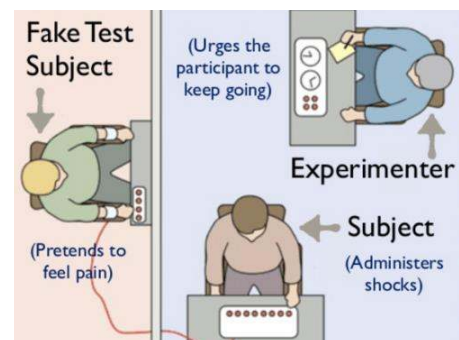 Fake Test
Subject
(Urges the
participant to
keep going)
Experimenter
Subject
(Pretends to
feel pain)
(Administers
shocks)